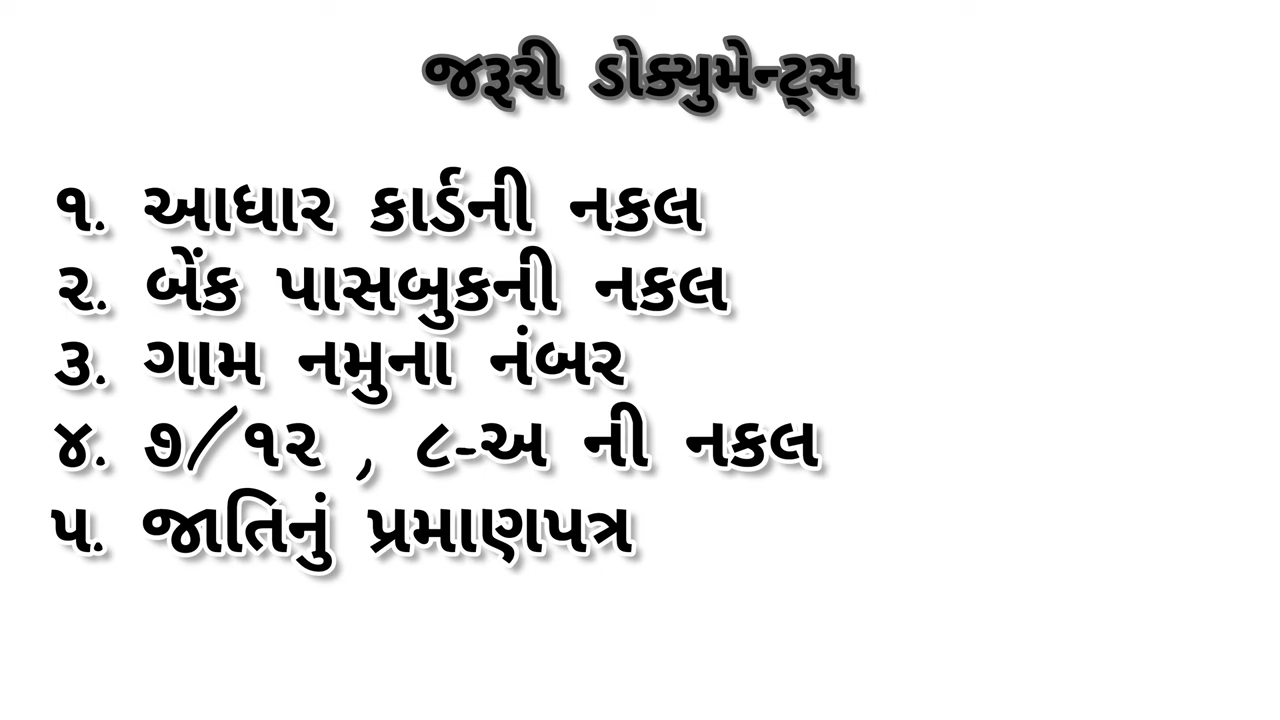 જરૂરી ડોક્યુમેન્ટ્સ
૧. આધાર કાર્ડની નકલ
૨. બેંક પાસબુકની નકલ
૩. ગામ નમુના નંબર
૪. ૭/૧૨ , ૮-અ ની નકલ
૫. જાતિનું પ્રમાણપત્ર